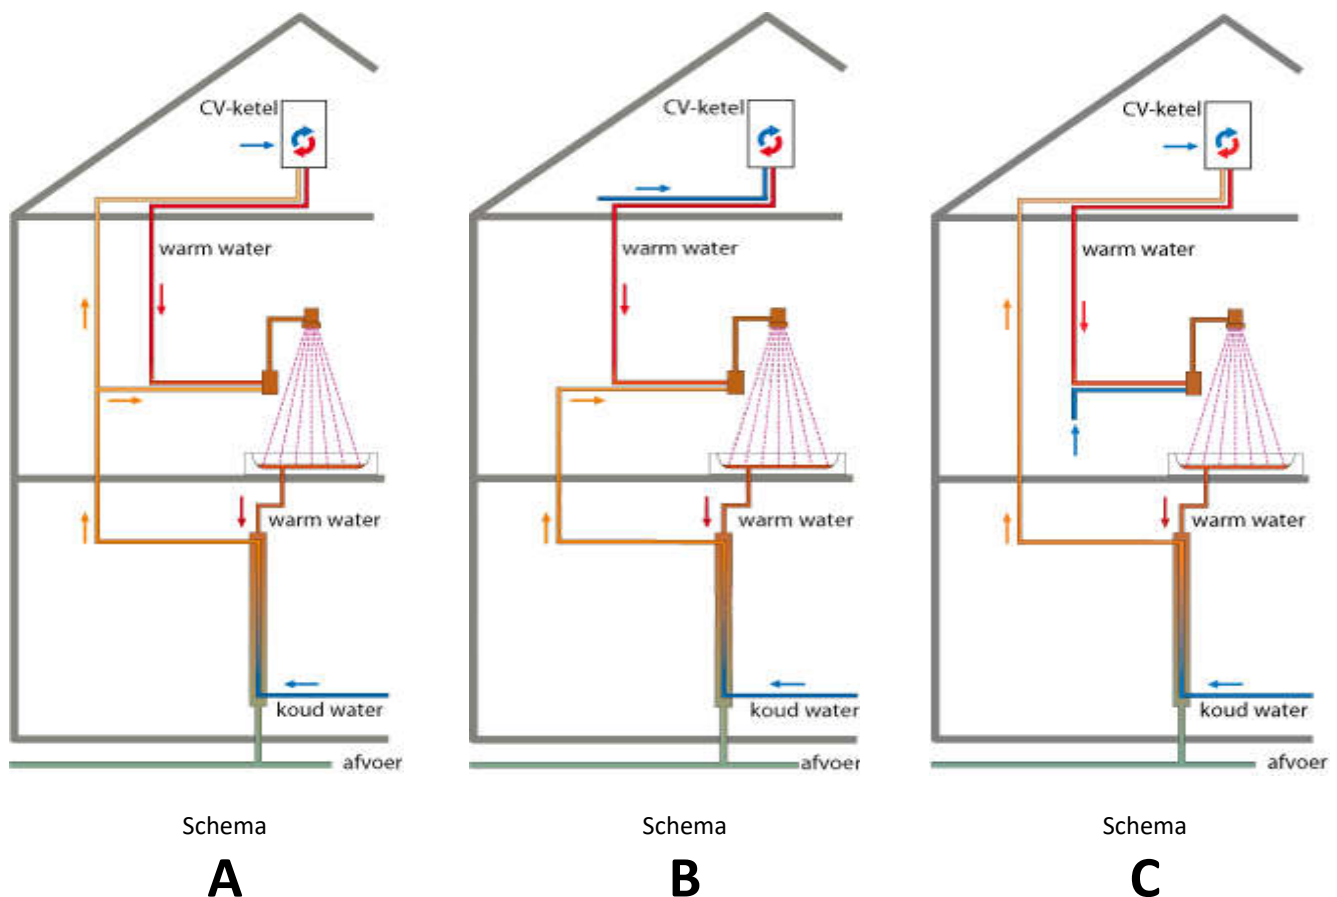 CV-ketel
warm water
warm water
koud water
afvoer
Schema
A
CV-ketel
warm water
warm water
koud water
afvoer
Schema
B
CV-ketel
warm water
warm water
koud water
afvoer
Schema
C